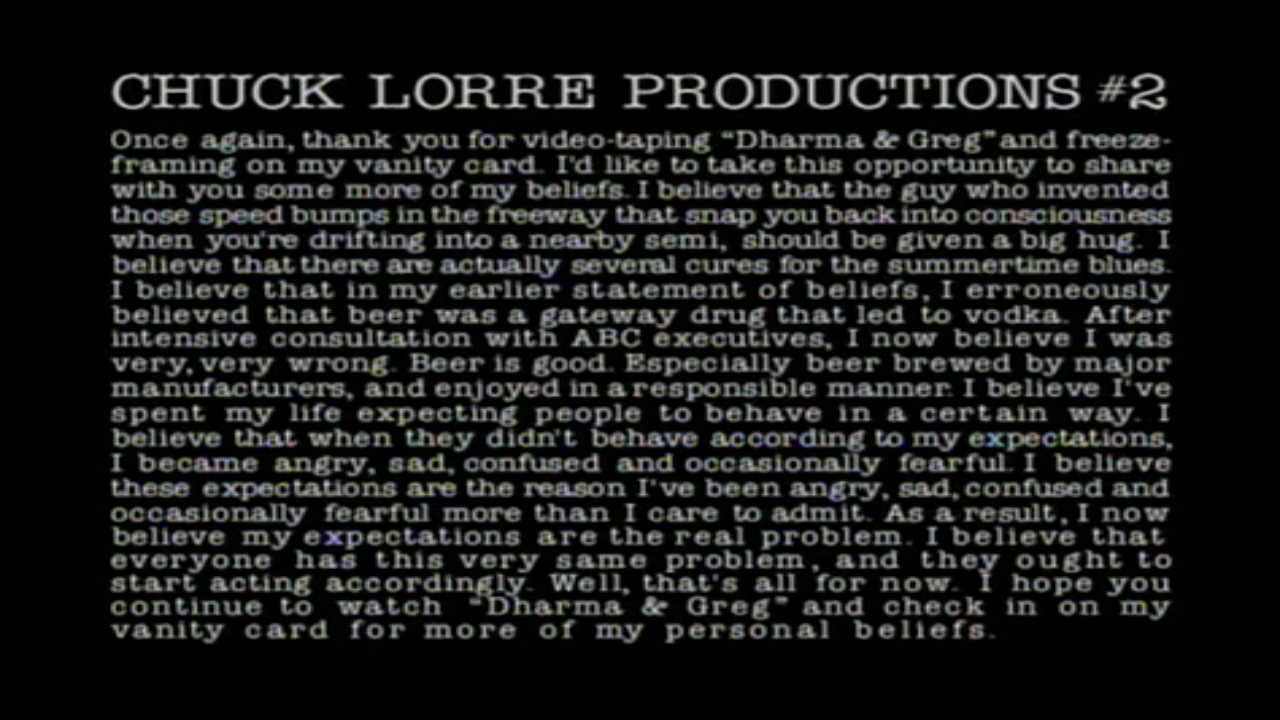 CHUCK LORRE PRODUCTIONS #2
Once again, thank you for video-taping “Dharma & Greg” and freeze-
framing on my vanity card. I'd like to take this opportunity to share
with you some more of my beliefs. I believe that the guy who invented
those speed bumps in the freeway that snap you back into consciousness
when you're drifting into a nearby semi, should be given a big hug. I
believe that there are actually several cures for the summertime blues.
I believe that in my earlier statement of beliefs, I erroneously
believed that beer was a gateway drug that led to vodka. After
intensive consultation with ABC executives, I now believe I was
very, very wrong. Beer is good. Especially beer brewed by major
manufacturers, and enjoyed in a responsible manner. I believe I've
spent my life expecting people to behave in a certain way. I
believe that when they didn't behave according to my expectations,
I became angry, sad, confused and occasionally fearful. I believe
these expectations are the reason I've been angry, sad, confused and
occasionally fearful more than I care to admit. As a result, I now
believe my expectations are the real problem. I believe that
everyone has this very same problem, and they ought to
start acting accordingly. Well, that's all for now. I hope you
continue to watch “Dharma & Greg” and check in on my
vanity card for more of my personal beliefs.